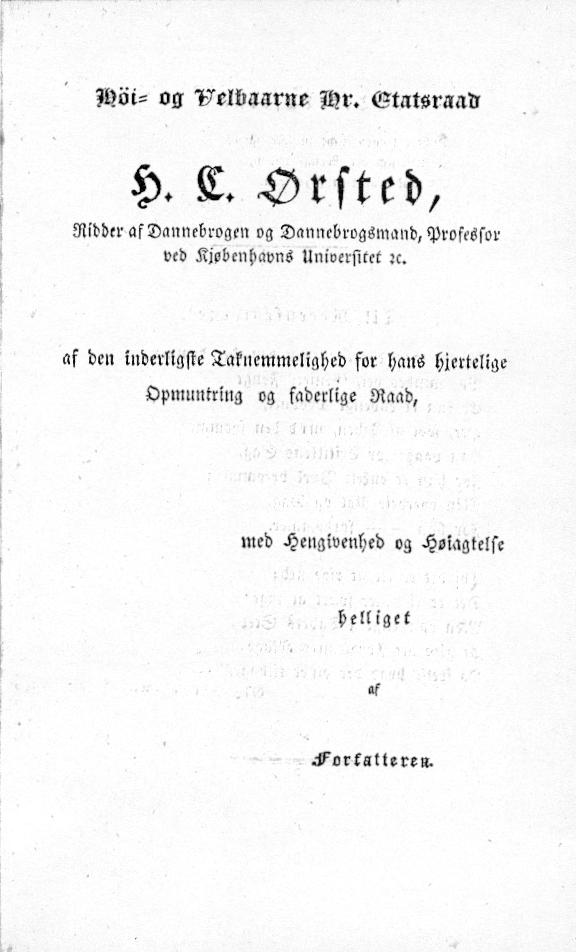 Höi- og Velbaarne Hr. Etatsraad
H. C. Ørsted,
Ridder af Dannebrogen og Dannebrogsmand, Professor
ved Kjøbenhavns Universitet ꝛc.
af den inderligste Taknemmelighed for hans hjertelige
Opmuntring og faderlige Raad,
med Hengivenhed og Høiagtelse
helliget
af
Forfatteren.